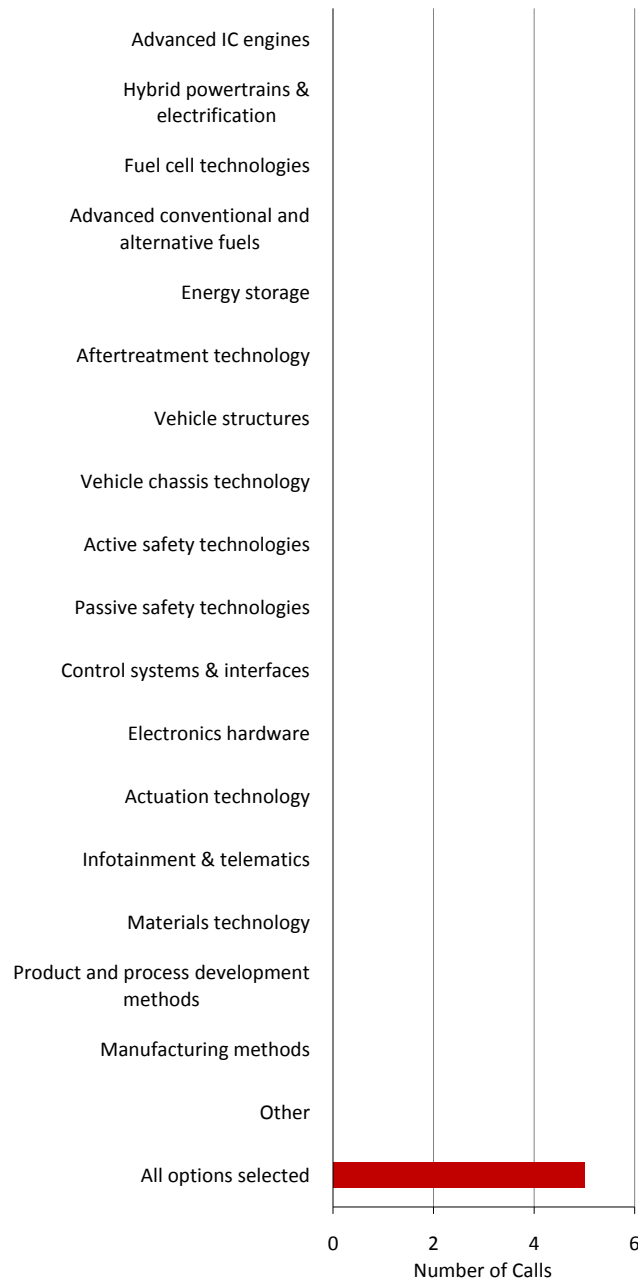 Advanced IC engines
Hybrid powertrains &
electrification
Fuel cell technologies
Advanced conventional and
alternative fuels
Energy storage
Aftertreatment technology
Vehicle structures
Vehicle chassis technology
Active safety technologies
Passive safety technologies
Control systems & interfaces
Electronics hardware
Actuation technology
Infotainment & telematics
Materials technology
Product and process development
methods
Manufacturing methods
Other
All options selected
0 2 4 6
Number of Calls